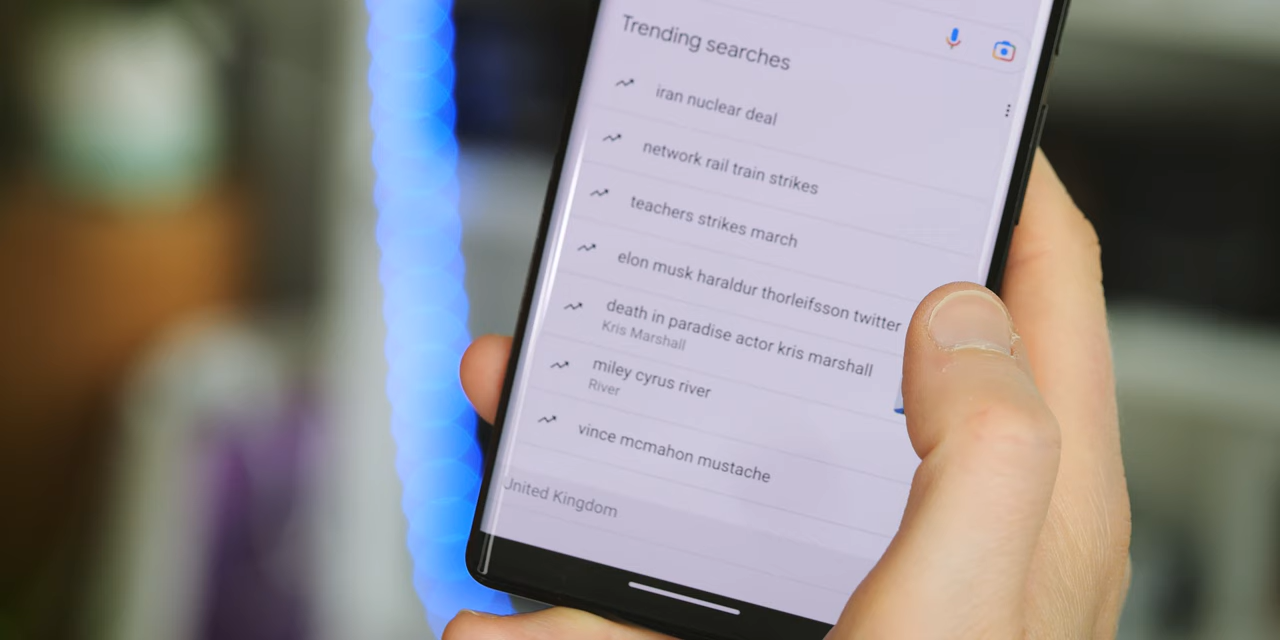 Trending searches
iran nuclear deal
network rail train strikes
teachers strikes march
elon musk haraldur thorleifsson twitter
death in paradise actor kris marshall
Kris Marshall
miley cyrus river
River
vince mcmahon mustache
United Kingdom